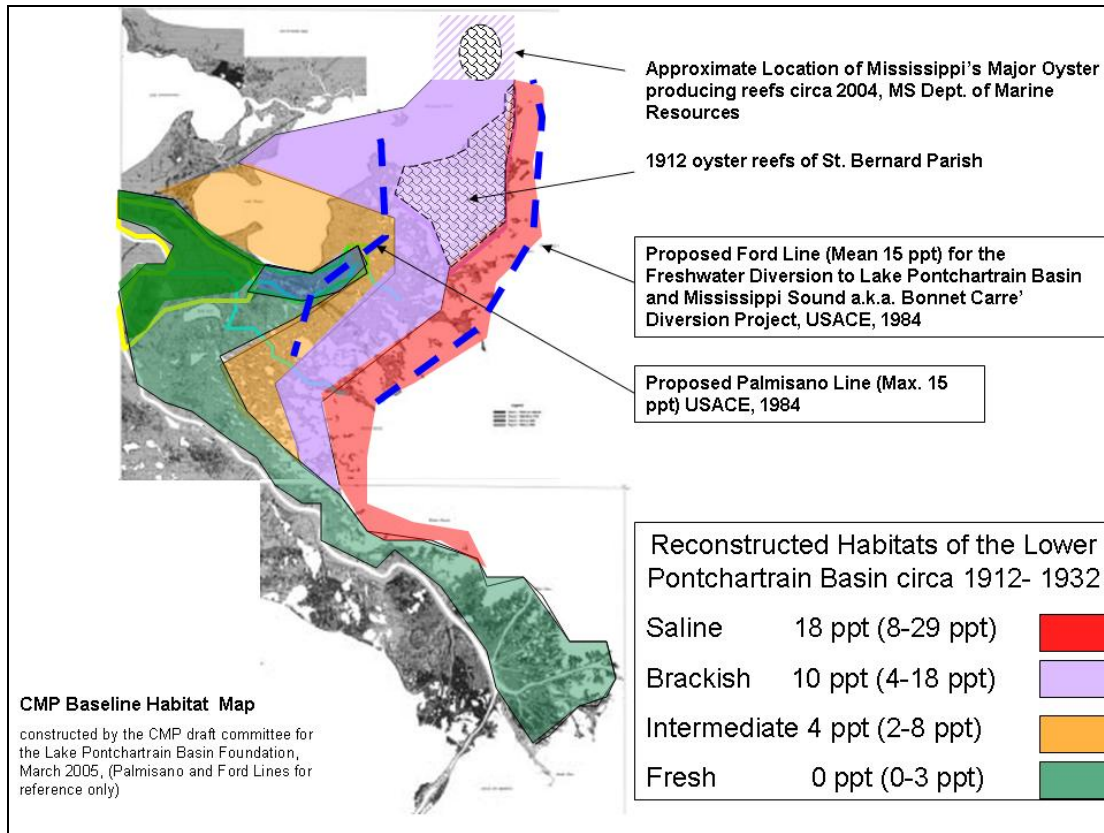 Approximate Location of Mississippi's Major Oyster
producing reefs circa 2004, MS Dept. of Marine
Resources
1912 oyster reefs of St. Bernard Parish
Proposed Ford Line (Mean 15 ppt) for the
Freshwater Diversion to Lake Pontchartrain Basin
and Mississippi Sound a.k.a. Bonnet Carre'
Diversion Project, USACE, 1984
Proposed Palmisano Line (Max. 15
ppt) USACE, 1984
Reconstructed Habitats of the Lower
Pontchartrain Basin circa 1912- 1932
Saline 18 ppt (8-29 ppt)
Brackish 10 ppt (4-18 ppt)
Intermediate 4 ppt (2-8 ppt)
Fresh 0 ppt (0-3 ppt)
CMP Baseline Habitat Map
constructed by the CMP draft committee for
the Lake Pontchartrain Basin Foundation,
March 2005, (Palmisano and Ford Lines for
reference only)